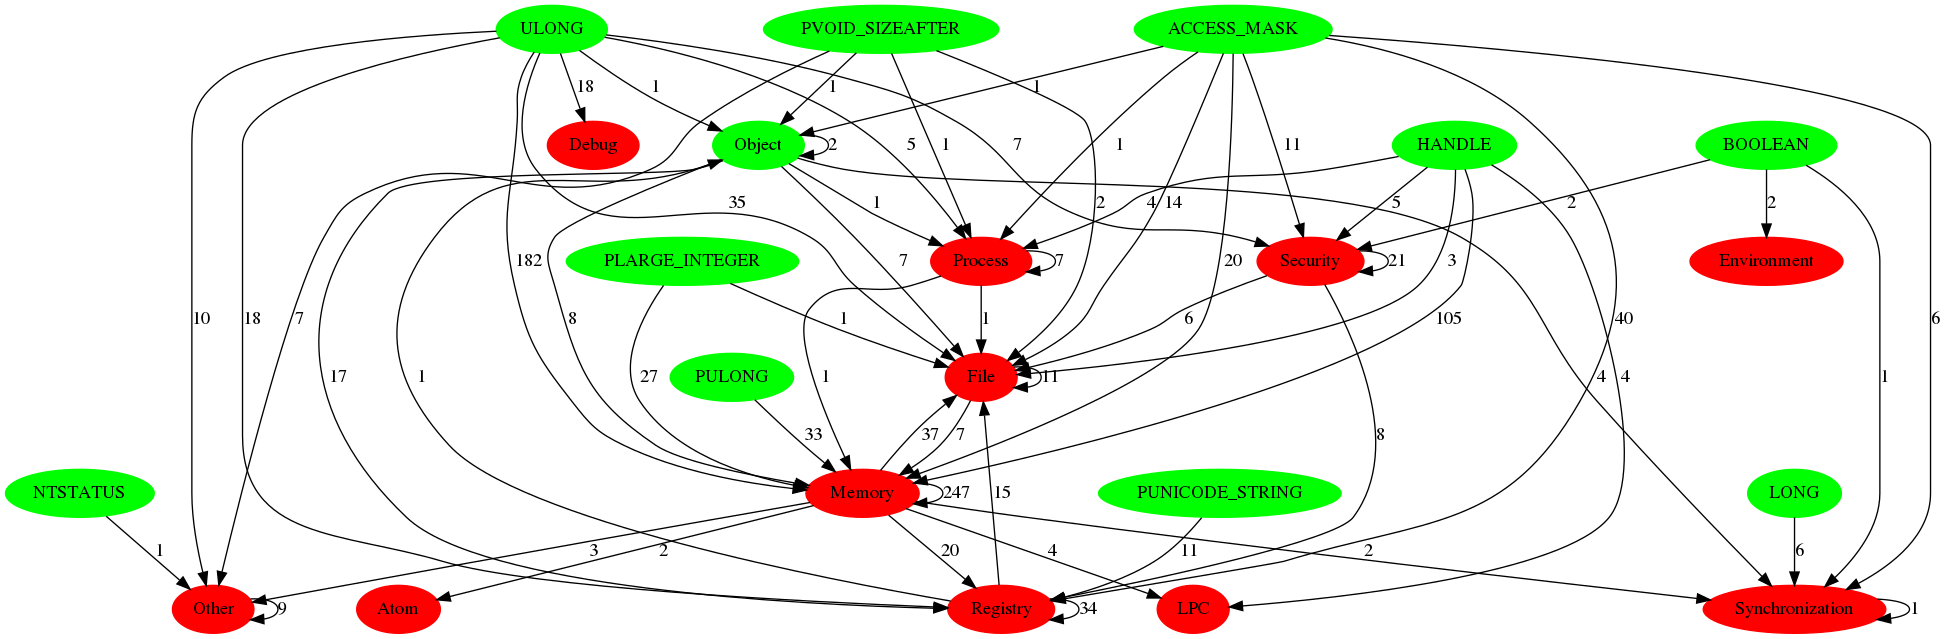 ULONG PVOID_SIZEAFTER ACCESS_MASK
18 1 1 1 1
Debug Object 2 HANDLE BOOLEAN
5 1 7 1 11
35 1 2 4 14 5 2 2
PLARGE_INTEGER Process 7 Security 21 Environment
182 20 3
10 18 7 8 1 1 6 105 40 6
7
PULONG File 11
17 1 27 1 4 4 1
33 37 7 8
NTSTATUS Memory 247 PUNICODE_STRING LONG
15
1 3 2 20 4 11 2 6
Other 9 Atom Registry 34 LPC Synchronization 1